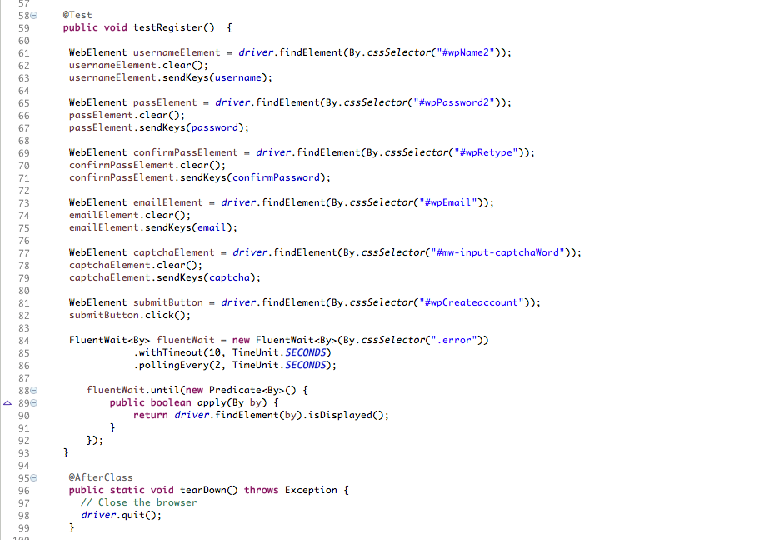 57
58 @Test
59 public void testRegister() {
60
61 WebElement usernameElement = driver.findElement(By.cssSelector("#wpName2"));
62 usernameElement.clear();
63 usernameElement.sendKeys(username);
64
65 WebElement passElement = driver.findElement(By.cssSelector("#wpPassword2"));
66 passElement.clear();
67 passElement.sendKeys(password);
68
69 WebElement confirmPassElement = driver.findElement(By.cssSelector("#wpRetype"));
70 confirmPassElement.clear();
71 confirmPassElement.sendKeys(confirmPassword);
72
73 WebElement emailElement = driver.findElement(By.cssSelector("#wpEmail"));
74 emailElement.clear();
75 emailElement.sendKeys(email);
76
77 WebElement captchaElement = driver.findElement(By.cssSelector("#mw-input-captchaWord"));
78 captchaElement.clear();
79 captchaElement.sendKeys(captcha);
80
81 WebElement submitButton = driver.findElement(By.cssSelector("#wpCreateaccount"));
82 submitButton.click();
83
84 FluentWait<By> fluentWait = new FluentWait<By>(By.cssSelector(".error"))
85 .withTimeout(10, TimeUnit.SECONDS)
86 .pollingEvery(2, TimeUnit.SECONDS);
87
88 fluentWait.until(new Predicate<By>() {
89 public boolean apply(By by) {
90 return driver.findElement(by).isDisplayed();
91 }
92 });
93 }
94
95 @AfterClass
96 public static void tearDown() throws Exception {
97 // Close the browser
98 driver.quit();
99 }
100